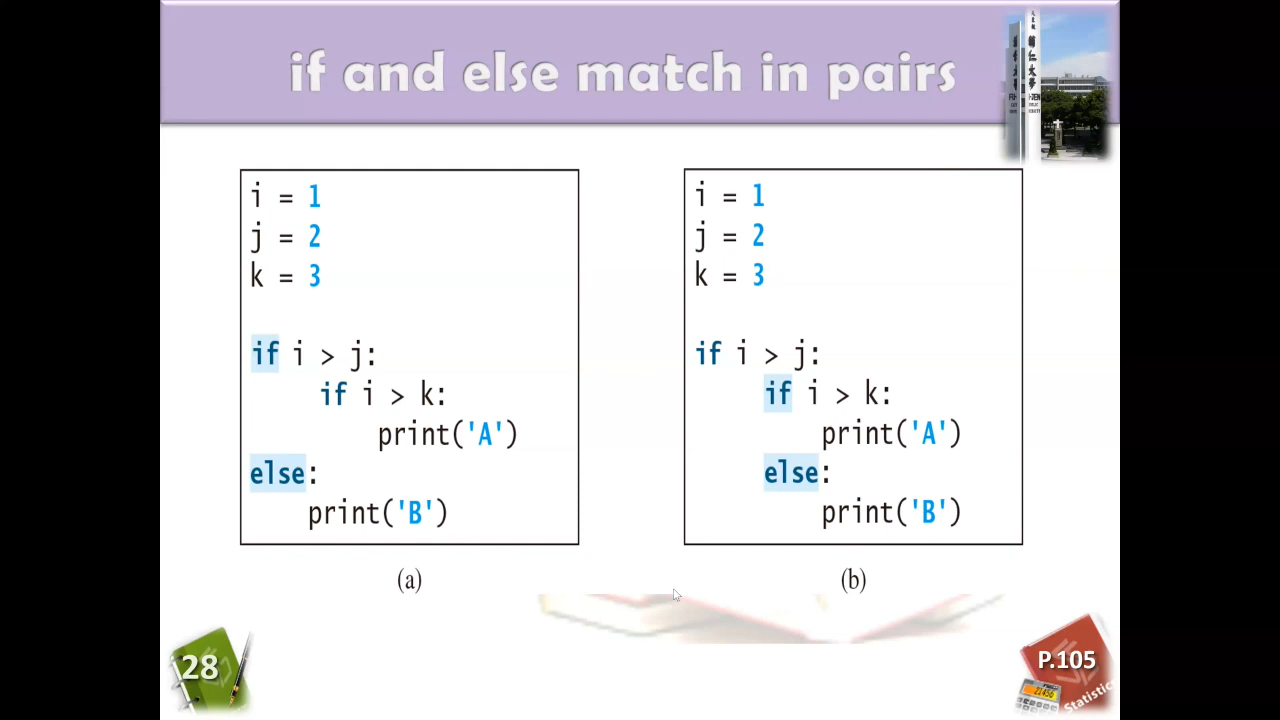 if and else match in pairs
i = 1
j = 2
k = 3
if i > j:
if i > k:
print('A')
else:
print('B')
(a)
i = 1
j = 2
k = 3
if i > j:
if i > k:
print('A')
else:
print('B')
(b)
28
P.105
Statistics